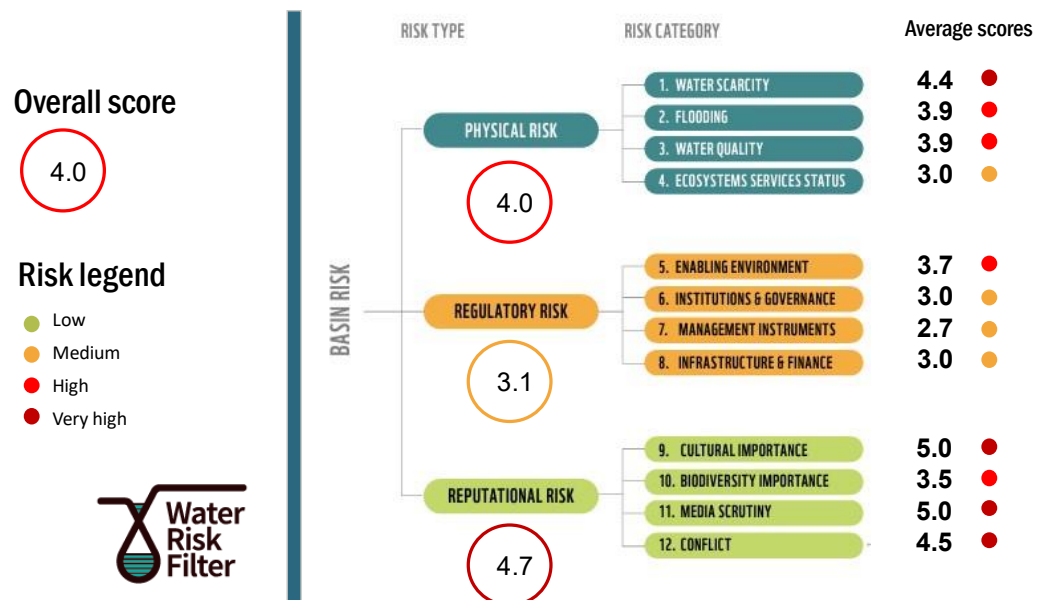 RISK TYPE
RISK CATEGORY
Average scores
Overall score
4.0
Risk legend
Low
Medium
High
Very high
Water
Risk
Filter
BASIN RISK
PHYSICAL RISK
4.0
1. WATER SCARCITY
4.4
2. FLOODING
3.9
3. WATER QUALITY
3.9
4. ECOSYSTEMS SERVICES STATUS
3.0
REGULATORY RISK
3.1
5. ENABLING ENVIRONMENT
3.7
6. INSTITUTIONS & GOVERNANCE
3.0
7. MANAGEMENT INSTRUMENTS
2.7
8. INFRASTRUCTURE & FINANCE
3.0
REPUTATIONAL RISK
4.7
9. CULTURAL IMPORTANCE
5.0
10. BIODIVERSITY IMPORTANCE
3.5
11. MEDIA SCRUTINY
5.0
12. CONFLICT
4.5